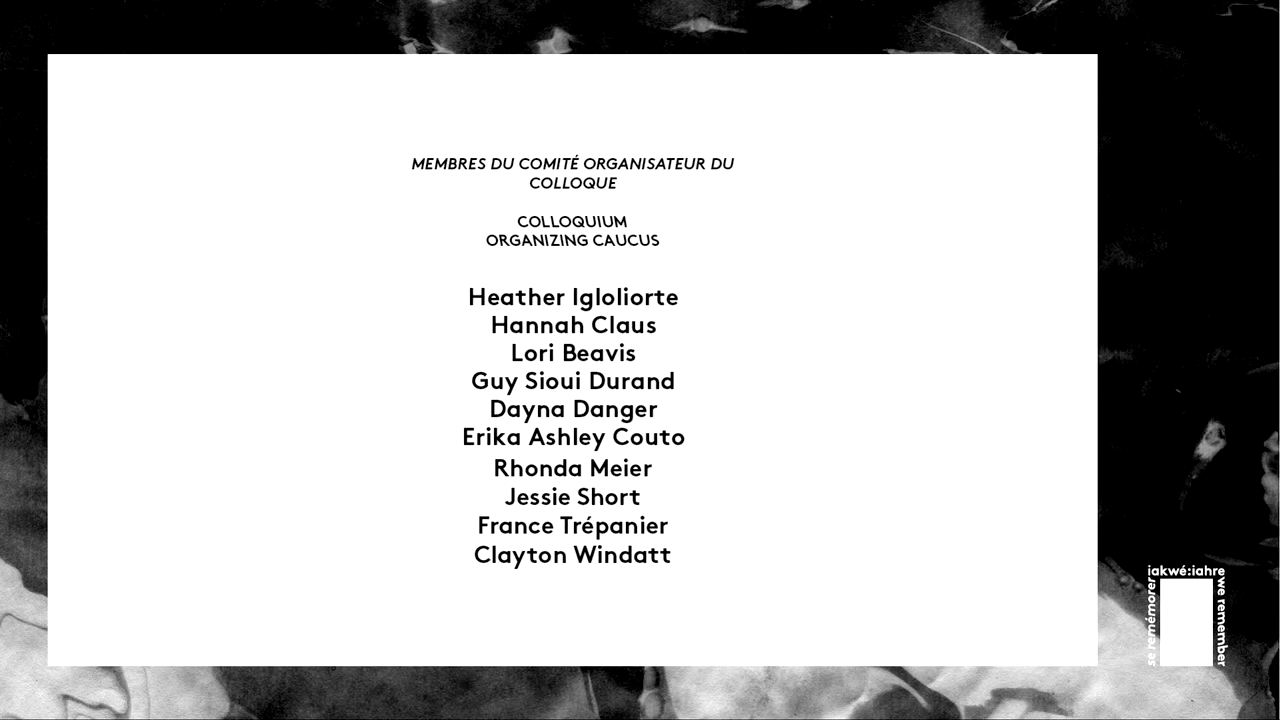 MEMBRES DU COMITÉ ORGANISATEUR DU
COLLOQUE
COLLOQUIUM
ORGANIZING CAUCUS
Heather Igloliorte
Hannah Claus
Lori Beavis
Guy Sioui Durand
Dayna Danger
Erika Ashley Couto
Rhonda Meier
Jessie Short
France Trépanier
Clayton Windatt
se remémorer
iakwé:iahre
we remember